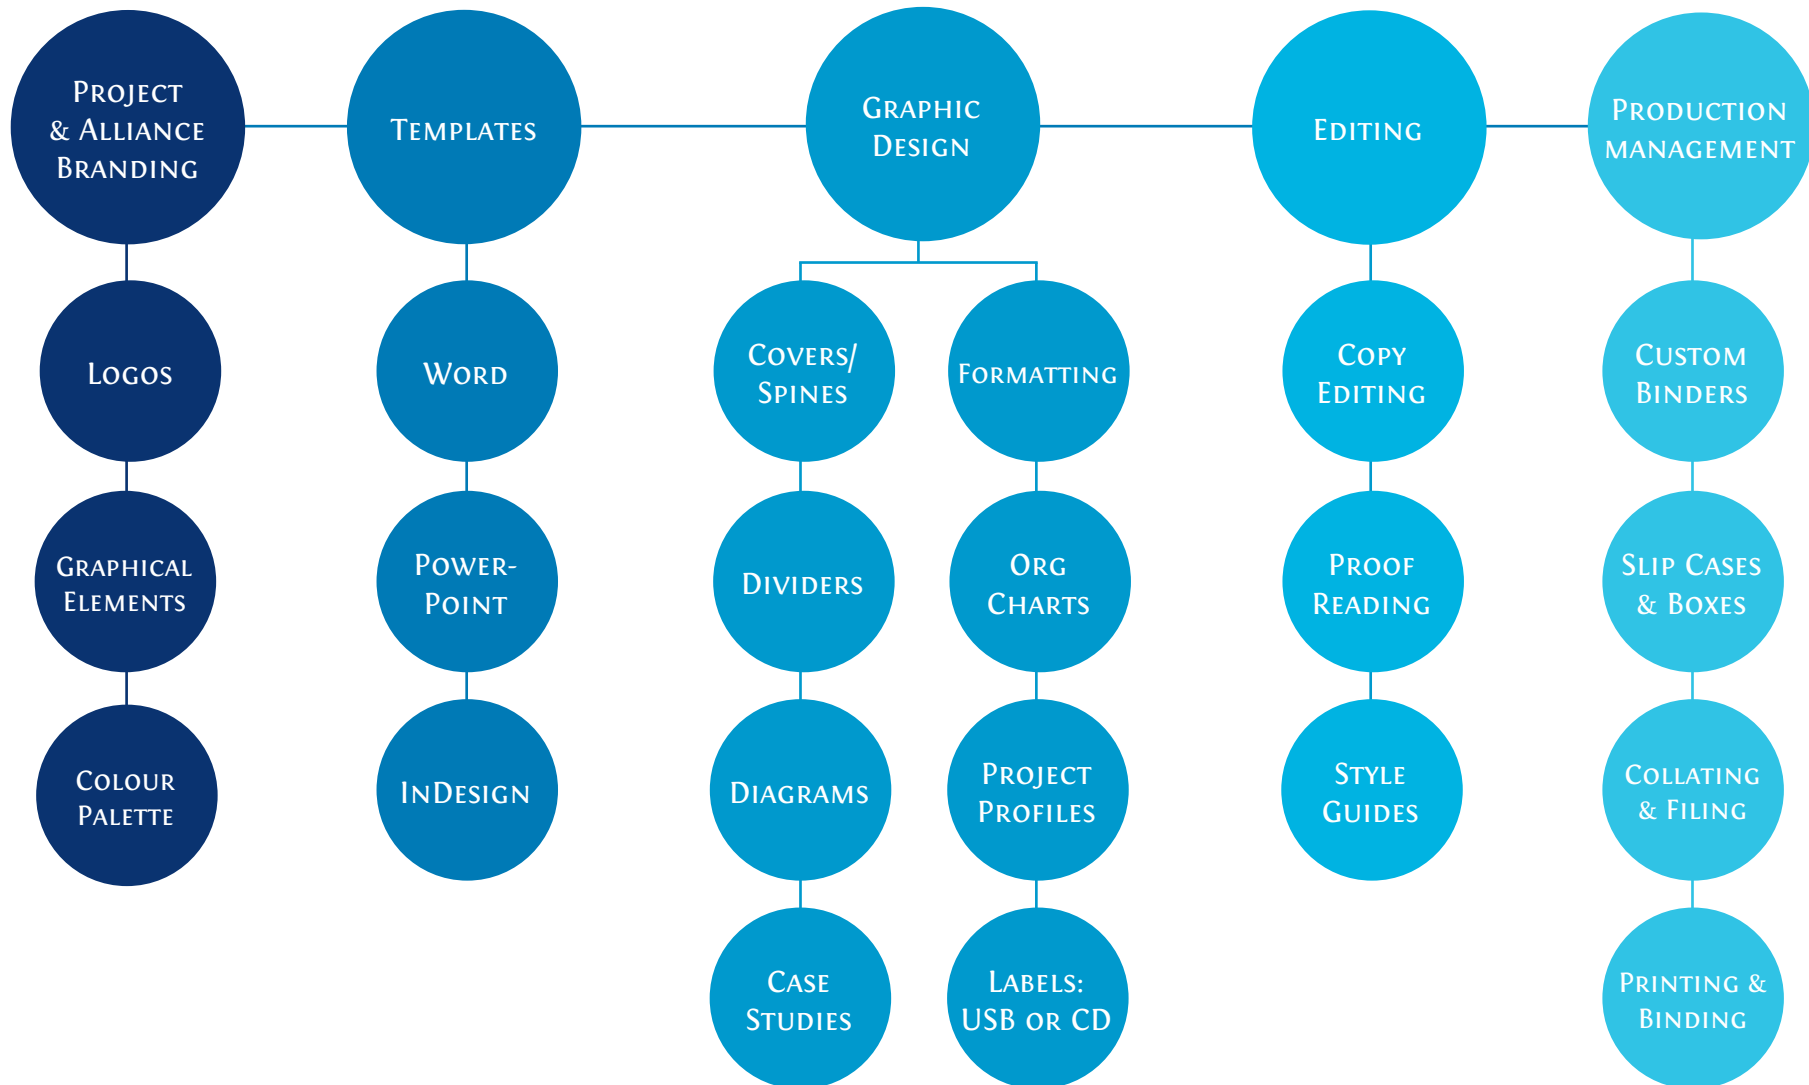 Project
& Alliance
Branding
Templates
Graphic
Design
Editing
Production
management
Logos
Graphical
Elements
Colour
Palette
Word
Power-
Point
InDesign
Covers/
Spines
Dividers
Diagrams
Case
Studies
Formatting
Org
Charts
Project
Profiles
Labels:
USB or CD
Copy
Editing
Proof
Reading
Style
Guides
Custom
Binders
Slip Cases
& Boxes
Collating
& Filing
Printing &
Binding